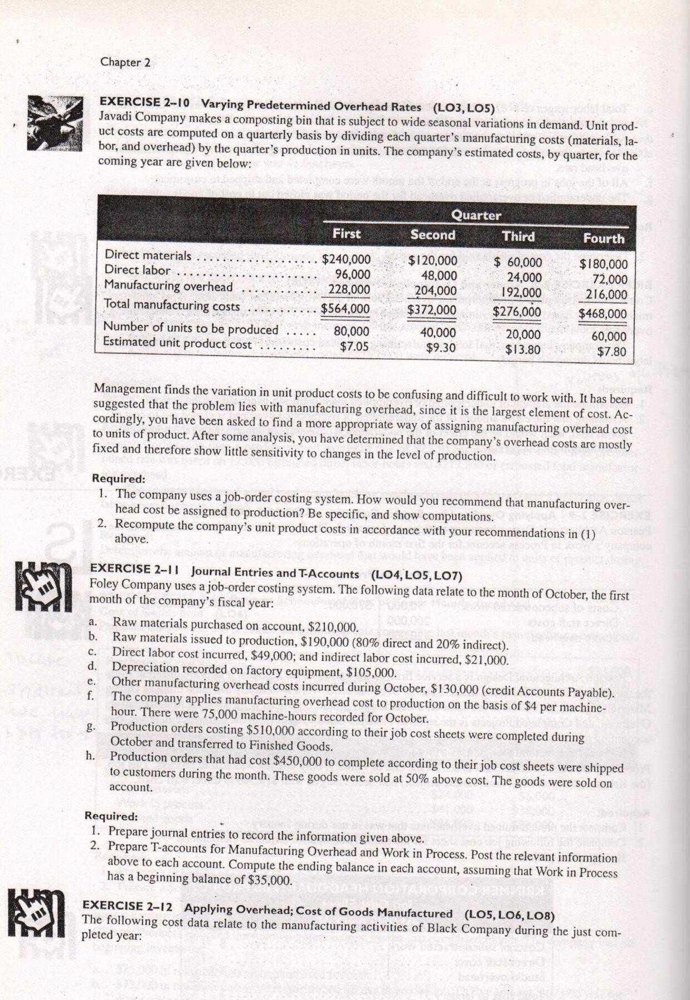 Chapter 2
EXERCISE 2–10 Varying Predetermined Overhead Rates (LO3, LO5)
Javadi Company makes a composting bin that is subject to wide seasonal variations in demand. Unit prod-
uct costs are computed on a quarterly basis by dividing each quarter's manufacturing costs (materials, la-
bor, and overhead) by the quarter's production in units. The company's estimated costs, by quarter, for the
coming year are given below:
Quarter
First Second Third Fourth
Direct materials . . . . . . . . . . . . . . . . . . . $240,000 $120,000 $ 60,000 $180,000
Direct labor . . . . . . . . . . . . . . . . . . . . . . 96,000 48,000 24,000 72,000
Manufacturing overhead . . . . . . . . . . . . 228,000 204,000 192,000 216,000
Total manufacturing costs . . . . . . . . . . . $564,000 $372,000 $276,000 $468,000
Number of units to be produced . . . . . 80,000 40,000 20,000 60,000
Estimated unit product cost . . . . . . . . . $7.05 $9.30 $13.80 $7.80
Management finds the variation in unit product costs to be confusing and difficult to work with. It has been
suggested that the problem lies with manufacturing overhead, since it is the largest element of cost. Ac-
cordingly, you have been asked to find a more appropriate way of assigning manufacturing overhead cost
to units of product. After some analysis, you have determined that the company's overhead costs are mostly
fixed and therefore show little sensitivity to changes in the level of production.
Required:
1. The company uses a job-order costing system. How would you recommend that manufacturing over-
head cost be assigned to production? Be specific, and show computations.
2. Recompute the company's unit product costs in accordance with your recommendations in (1)
above.
EXERCISE 2–11 Journal Entries and T-Accounts (LO4, LO5, LO7)
Foley Company uses a job-order costing system. The following data relate to the month of October, the first
month of the company's fiscal year:
a. Raw materials purchased on account, $210,000.
b. Raw materials issued to production, $190,000 (80% direct and 20% indirect).
c. Direct labor cost incurred, $49,000; and indirect labor cost incurred, $21,000.
d. Depreciation recorded on factory equipment, $105,000.
e. Other manufacturing overhead costs incurred during October, $130,000 (credit Accounts Payable).
f. The company applies manufacturing overhead cost to production on the basis of $4 per machine-
hour. There were 75,000 machine-hours recorded for October.
g. Production orders costing $510,000 according to their job cost sheets were completed during
October and transferred to Finished Goods.
h. Production orders that had cost $450,000 to complete according to their job cost sheets were shipped
to customers during the month. These goods were sold at 50% above cost. The goods were sold on
account.
Required:
1. Prepare journal entries to record the information given above.
2. Prepare T-accounts for Manufacturing Overhead and Work in Process. Post the relevant information
above to each account. Compute the ending balance in each account, assuming that Work in Process
has a beginning balance of $35,000.
EXERCISE 2–12 Applying Overhead; Cost of Goods Manufactured (LO5, LO6, LO8)
The following cost data relate to the manufacturing activities of Black Company during the just com-
pleted year: